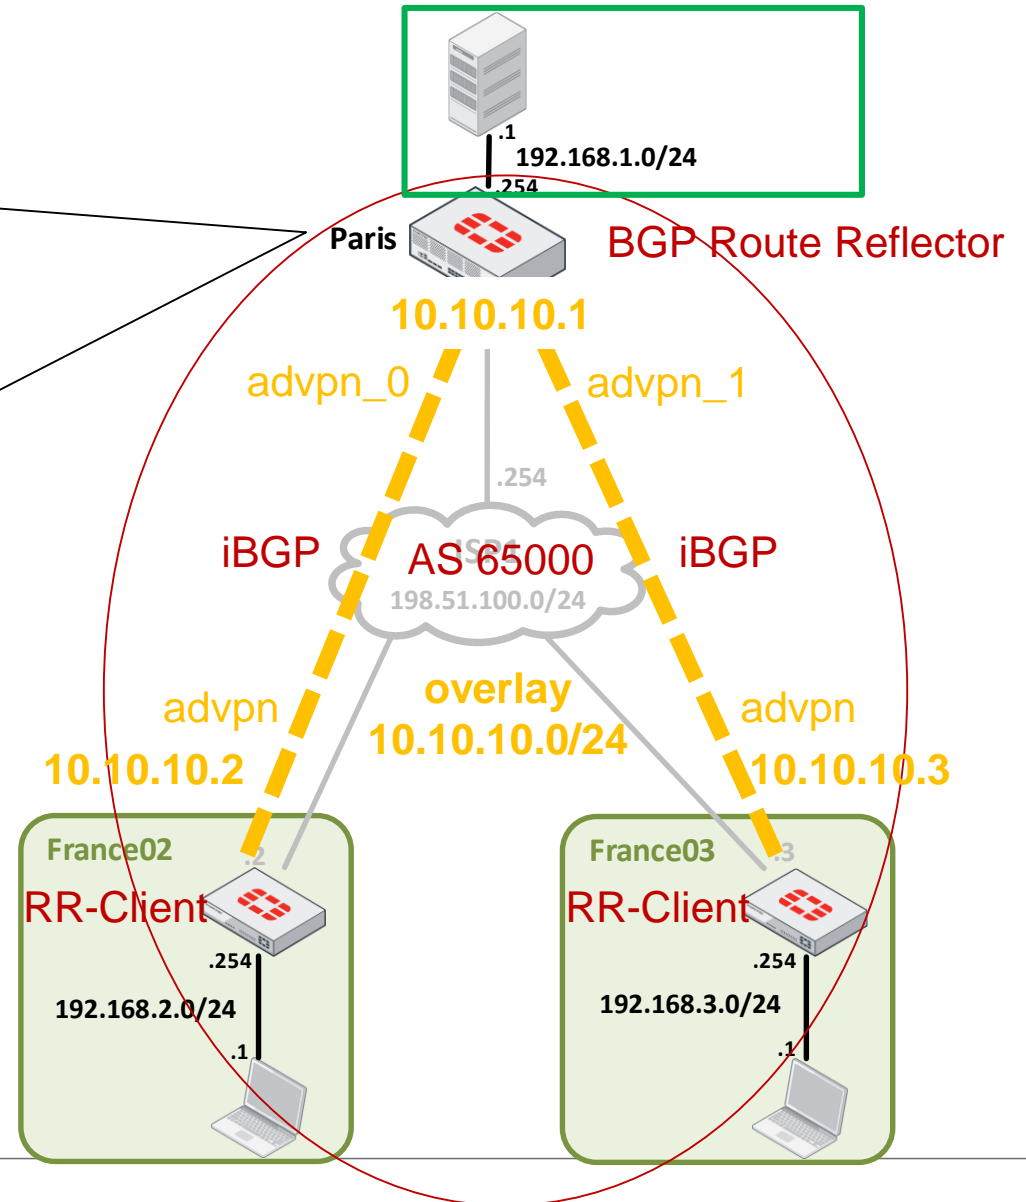 .1
192.168.1.0/24
.254
Paris
BGP Route Reflector
10.10.10.1
advpn_0
advpn_1
.254
iBGP
ISP1
AS 65000
iBGP
198.51.100.0/24
overlay
10.10.10.0/24
advpn
10.10.10.2
advpn
10.10.10.3
France02
.2
RR-Client
.254
192.168.2.0/24
.1
France03
.3
RR-Client
.254
192.168.3.0/24
.1